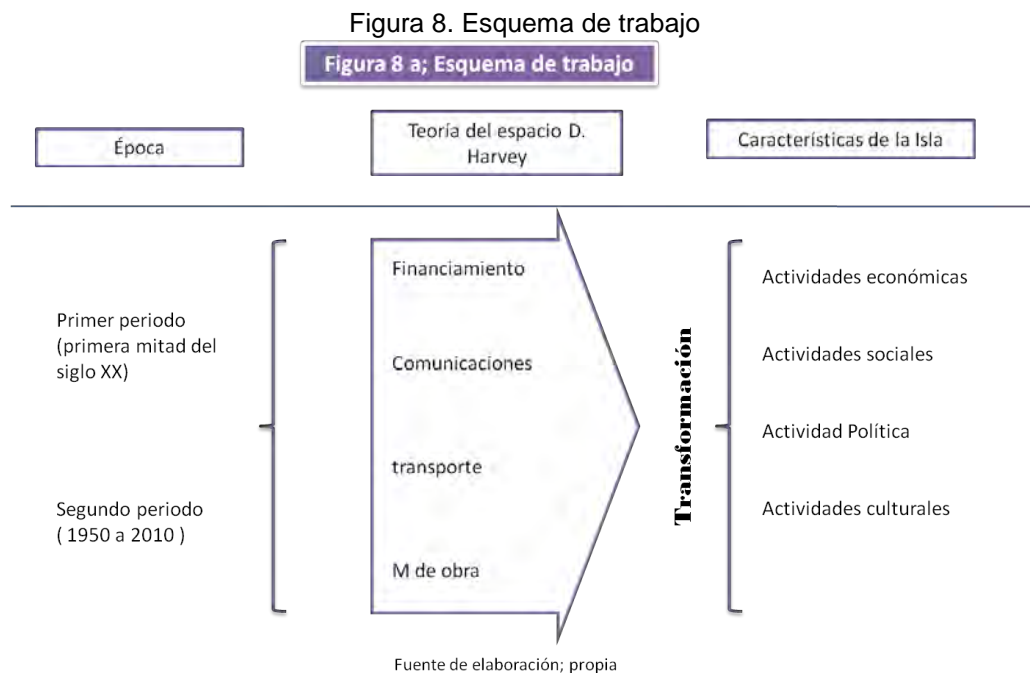 Figura 8. Esquema de trabajo
Figura 8 a; Esquema de trabajo
Época
Teoría del espacio D.
Harvey
Características de la Isla
Primer periodo
(primera mitad del
siglo XX)
Segundo periodo
( 1950 a 2010 )
Financiamiento
Comunicaciones
transporte
M de obra
Transformación
Actividades económicas
Actividades sociales
Actividad Política
Actividades culturales
Fuente de elaboración; propia